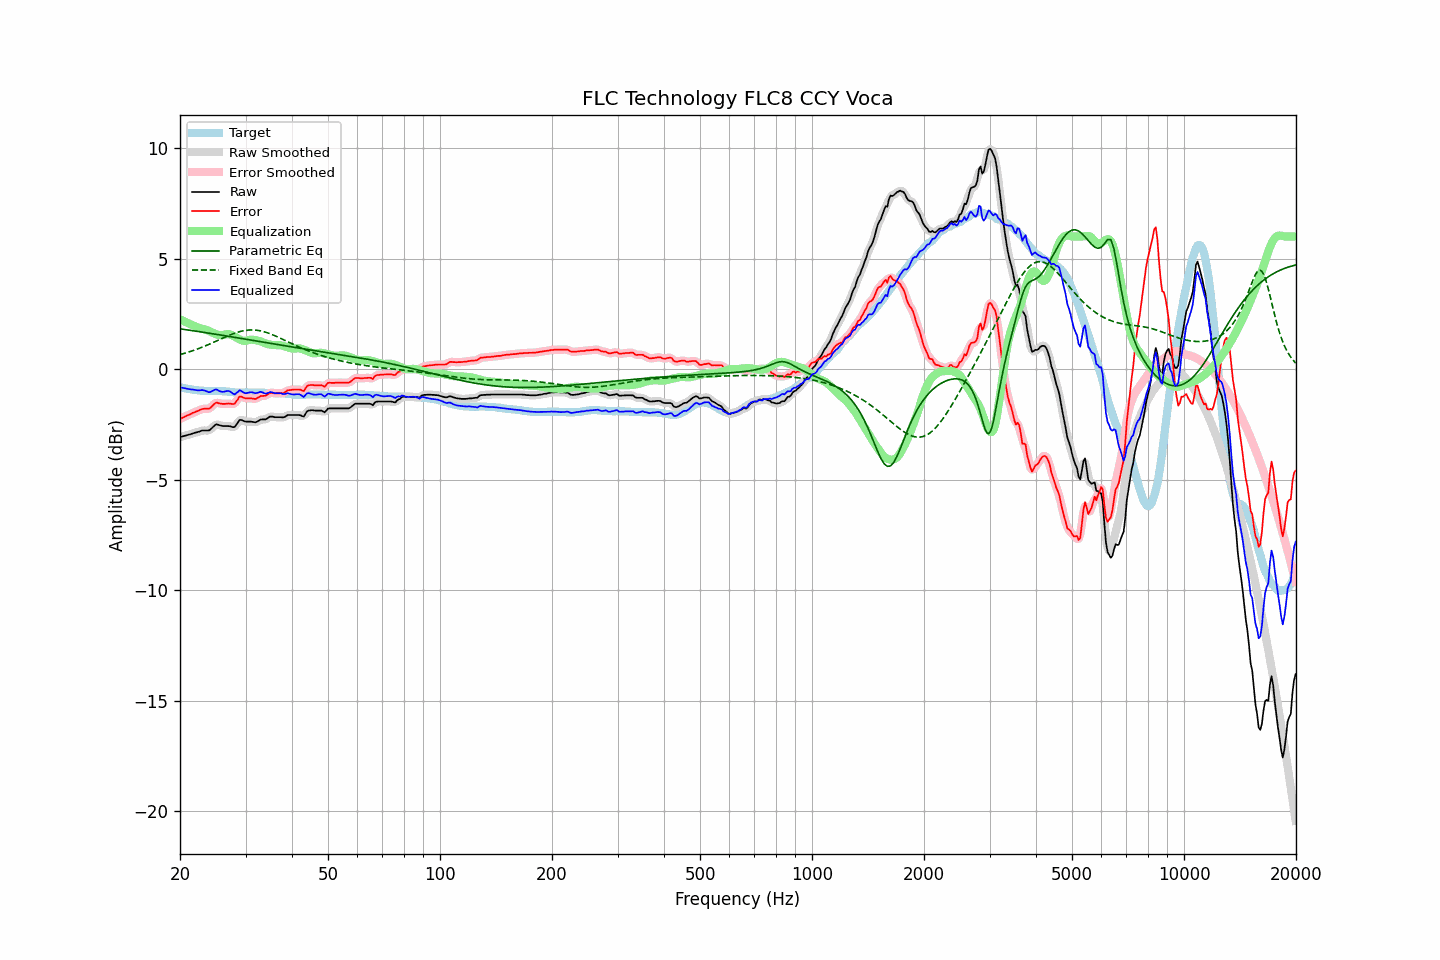 FLC Technology FLC8 CCY Voca
Target
Raw Smoothed
Error Smoothed
Raw
Error
Equalization
Parametric Eq
Fixed Band Eq
Equalized
10
5
0
−5
−10
−15
−20
Amplitude (dBr)
20 50 100 200 500 1000 2000 5000 10000 20000
Frequency (Hz)